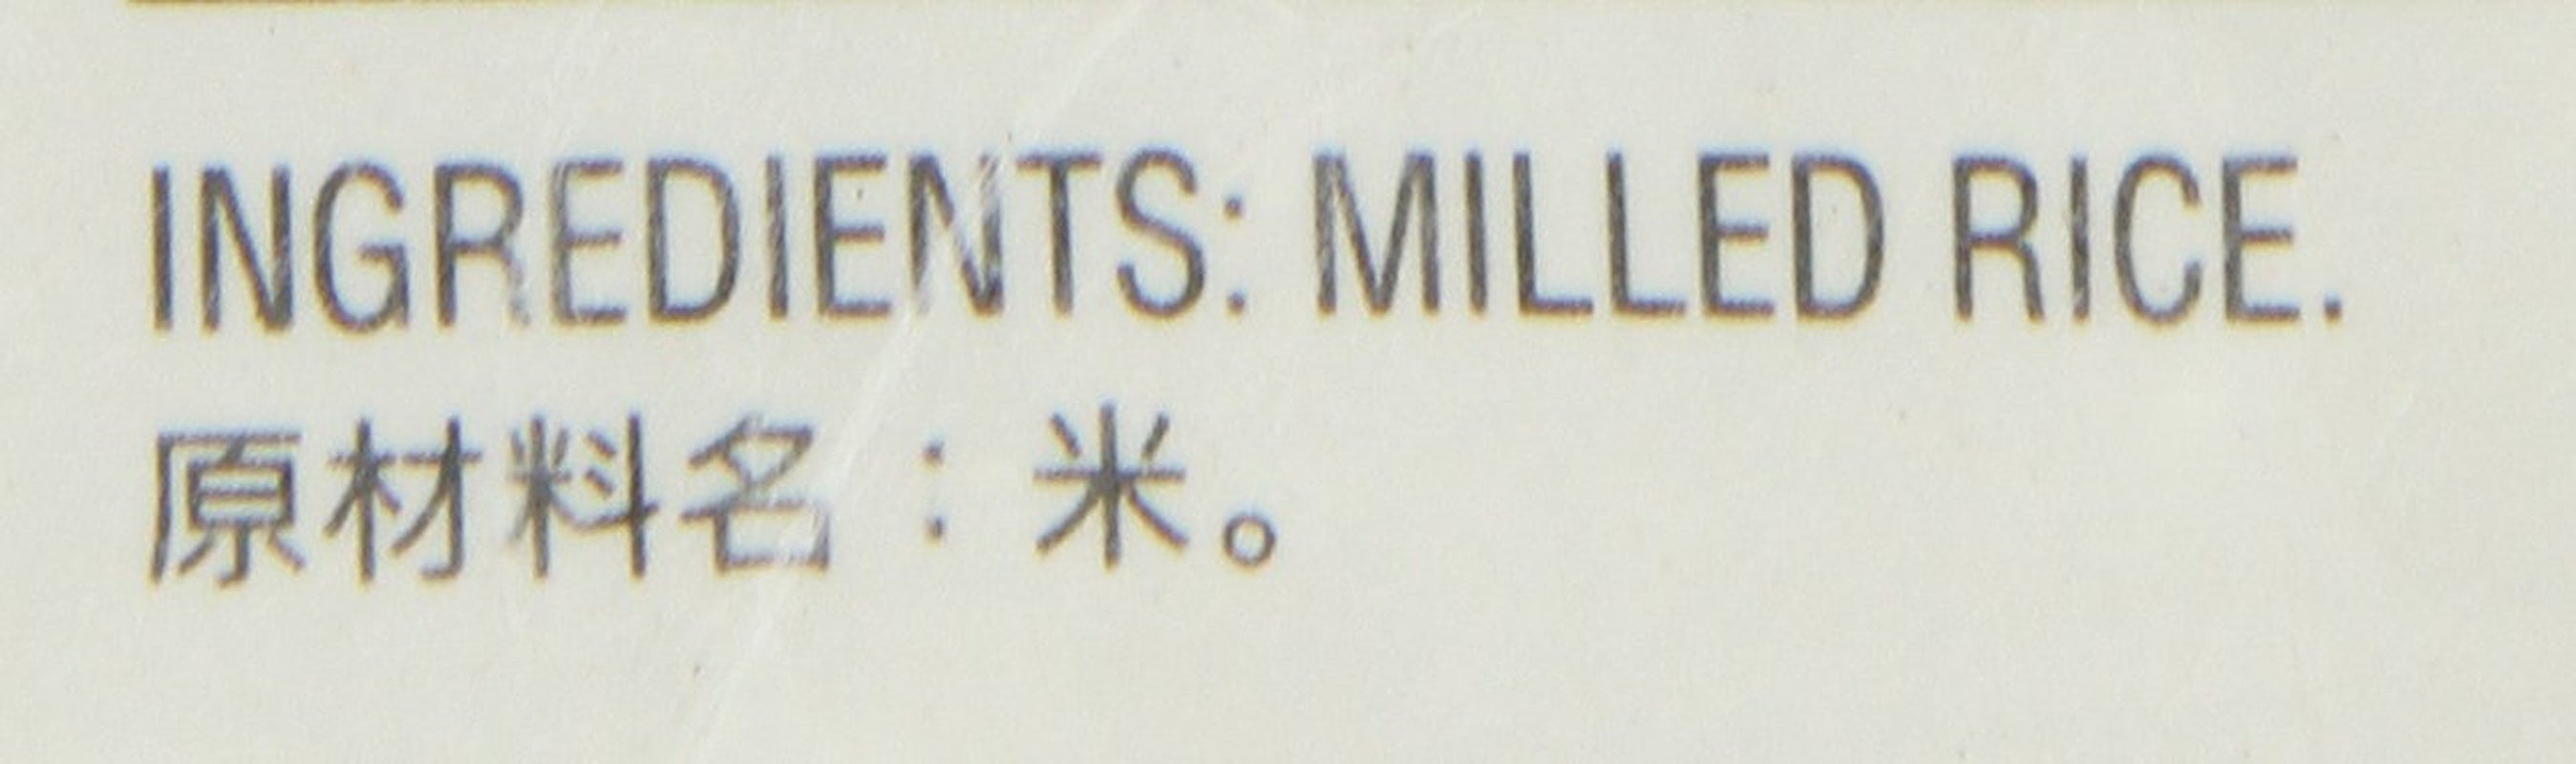 INGREDIENTS: MILLED RICE.
原材料名：米。